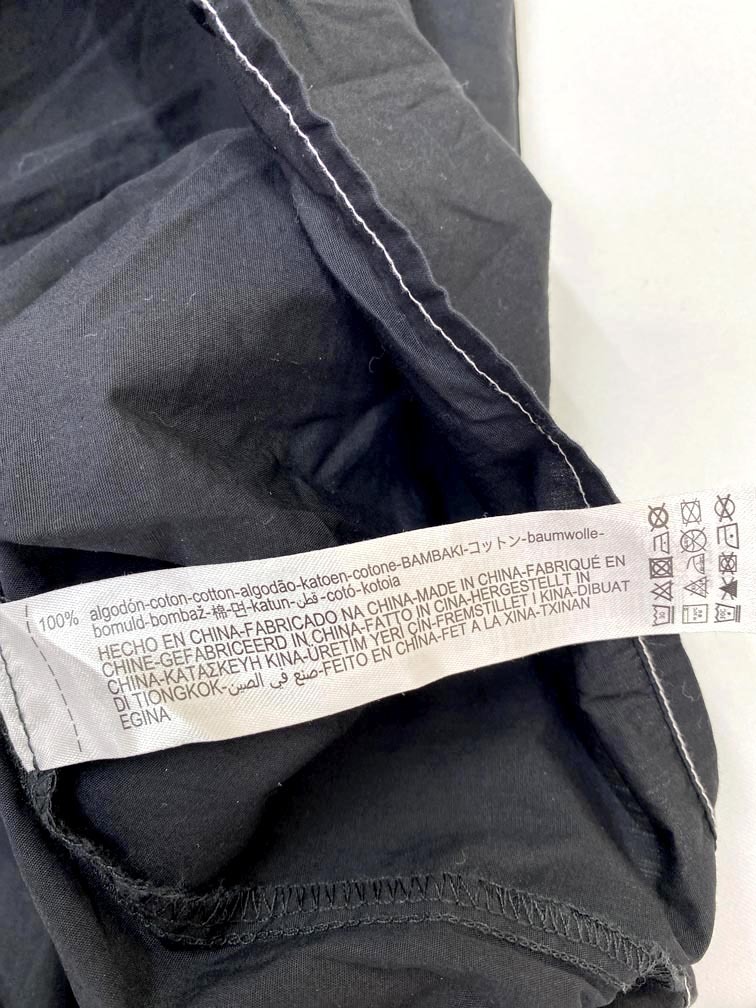 100% algodón-coton-cotton-algodão-katoen-cotone-BAMBAKI-コットン-baumwolle-
bomuld-bombaž-棉-면-katun-قطن-cotó-kotoia
HECHO EN CHINA-FABRICADO NA CHINA-MADE IN CHINA-FABRIQUÉ EN
CHINE-GEFABRICEERD IN CHINA-FATTO IN CINA-HERGESTELLT IN
CHINA-KATAΣKEYH KINA-ÜRETIM YERI ÇIN-FREMSTILLET I KINA-DIBUAT
DI TIONGKOK-صنع في الصين-FEITO EN CHINA-FET A LA XINA-TXINAN
EGINA